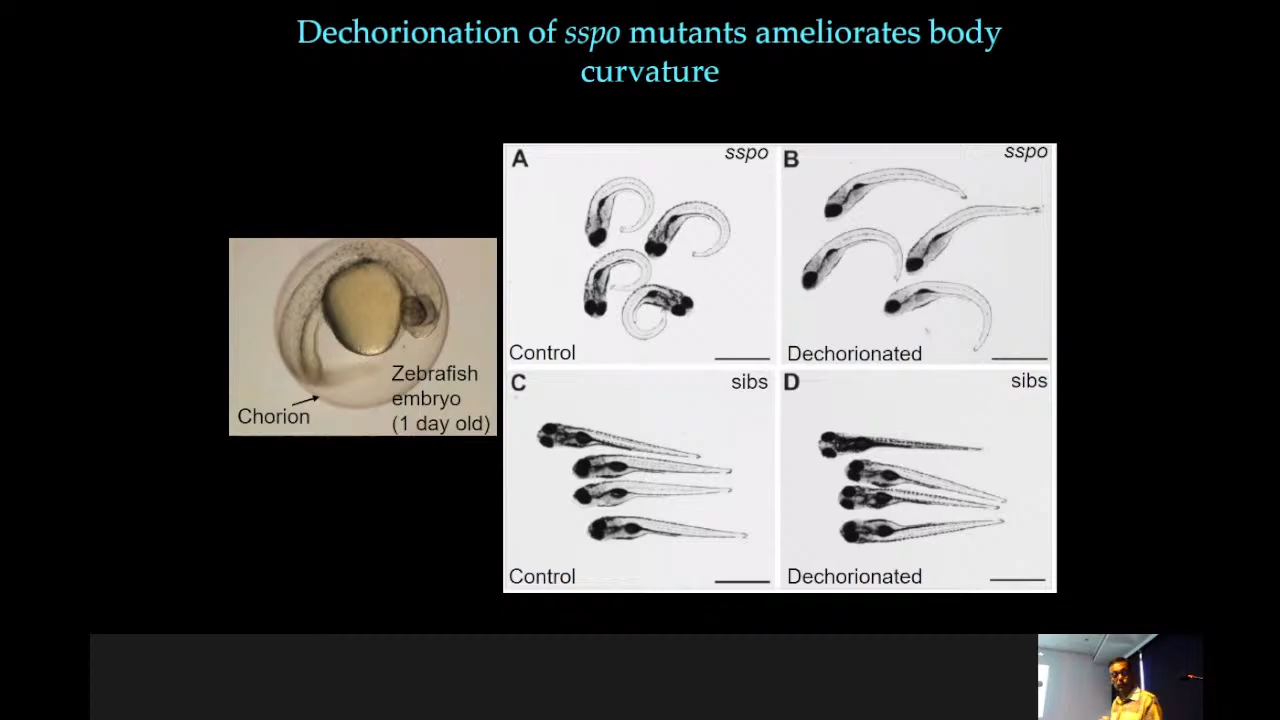 Dechorionation of sspo mutants ameliorates body
curvature
Chorion
Zebrafish
embryo
(1 day old)
A
sspo
Control
B
sspo
Dechorionated
C
sibs
Control
D
sibs
Dechorionated